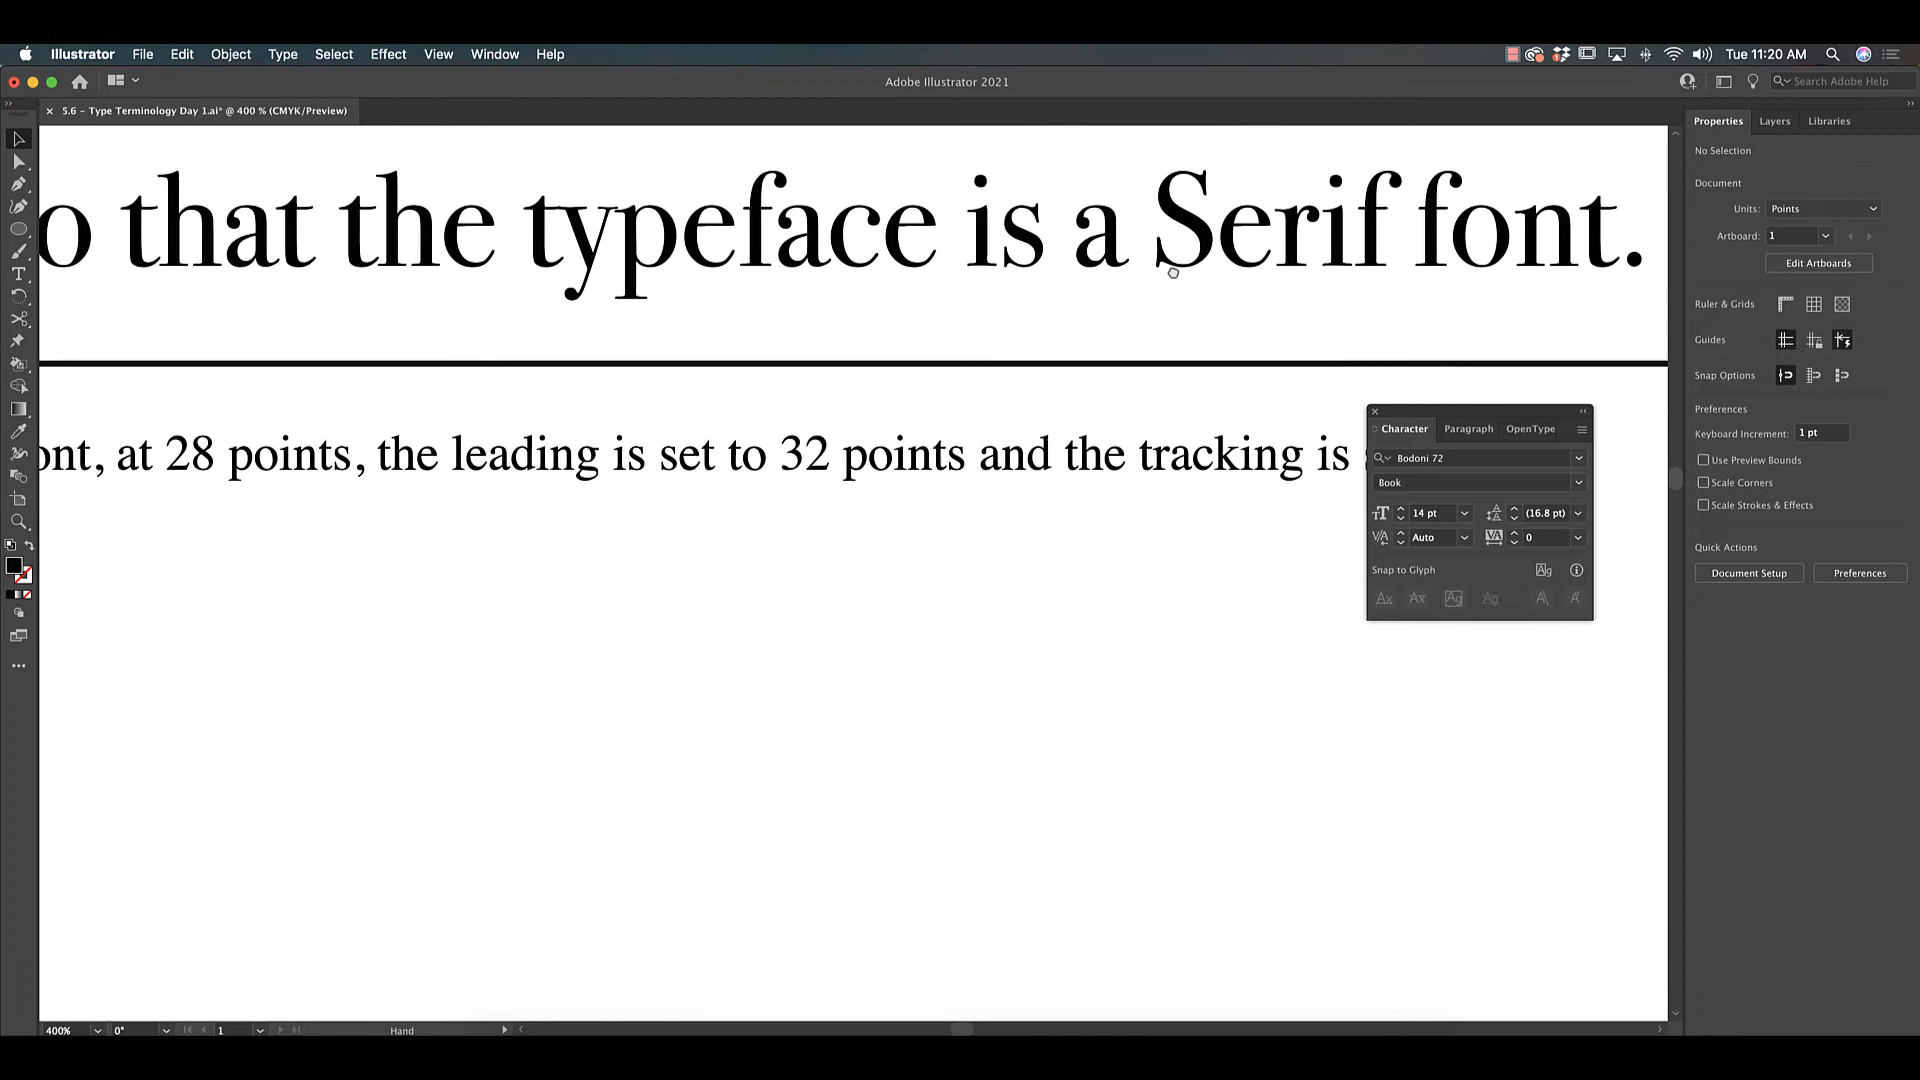 Illustrator File Edit Object Type Select Effect View Window Help
Tue 11:20 AM
Adobe Illustrator 2021
Search Adobe Help
5.6 – Type Terminology Day 1.ai* @ 400 % (CMYK/Preview)
o that the typeface is a Serif font.
ont, at 28 points, the leading is set to 32 points and the tracking is
Character Paragraph OpenType
Bodoni 72
Book
14 pt (16.8 pt)
Auto 0
Snap to Glyph
Properties Layers Libraries
No Selection
Document
Units: Points
Artboard: 1
Edit Artboards
Ruler & Grids
Guides
Snap Options
Preferences
Keyboard Increment: 1 pt
Use Preview Bounds
Scale Corners
Scale Strokes & Effects
Quick Actions
Document Setup Preferences
400% 0° 1 Hand